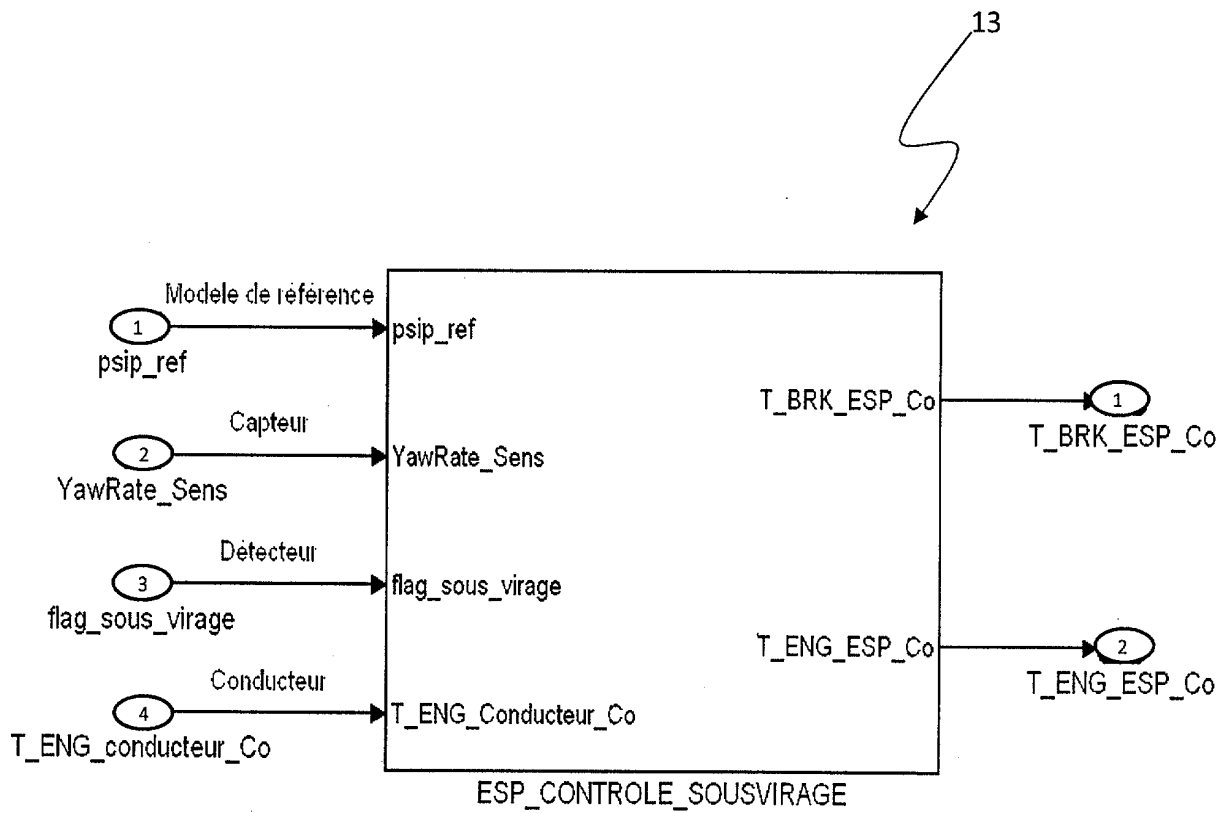 13
Modèle de référence
1
psip_ref
psip_ref
Capteur
2
YawRate_Sens
YawRate_Sens
Détecteur
3
flag_sous_virage
flag_sous_virage
Conducteur
4
T_ENG_conducteur_Co
T_ENG_Conducteur_Co
T_BRK_ESP_Co
1
T_BRK_ESP_Co
T_ENG_ESP_Co
2
T_ENG_ESP_Co
ESP_CONTROLE_SOUSVIRAGE